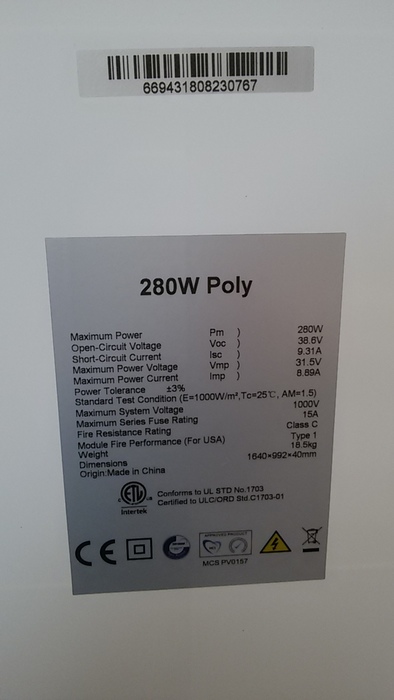 669431808230767
280W Poly
Maximum Power Pm ) 280W
Open-Circuit Voltage Voc ) 38.6V
Short-Circuit Current Isc ) 9.31A
Maximum Power Voltage Vmp ) 31.5V
Maximum Power Current Imp ) 8.89A
Power Tolerance ±3%
Standard Test Condition (E=1000W/m²,Tc=25℃, AM=1.5)
Maximum System Voltage 1000V
Maximum Series Fuse Rating 15A
Fire Resistance Rating Class C
Module Fire Performance (For USA) Type 1
Weight 18.5kg
Dimensions 1640×992×40mm
Origin:Made in China
ETL
Intertek
Conforms to UL STD No.1703
Certified to ULC/ORD Std.C1703-01
CE
APPROVED PRODUCT
MCS PV0157